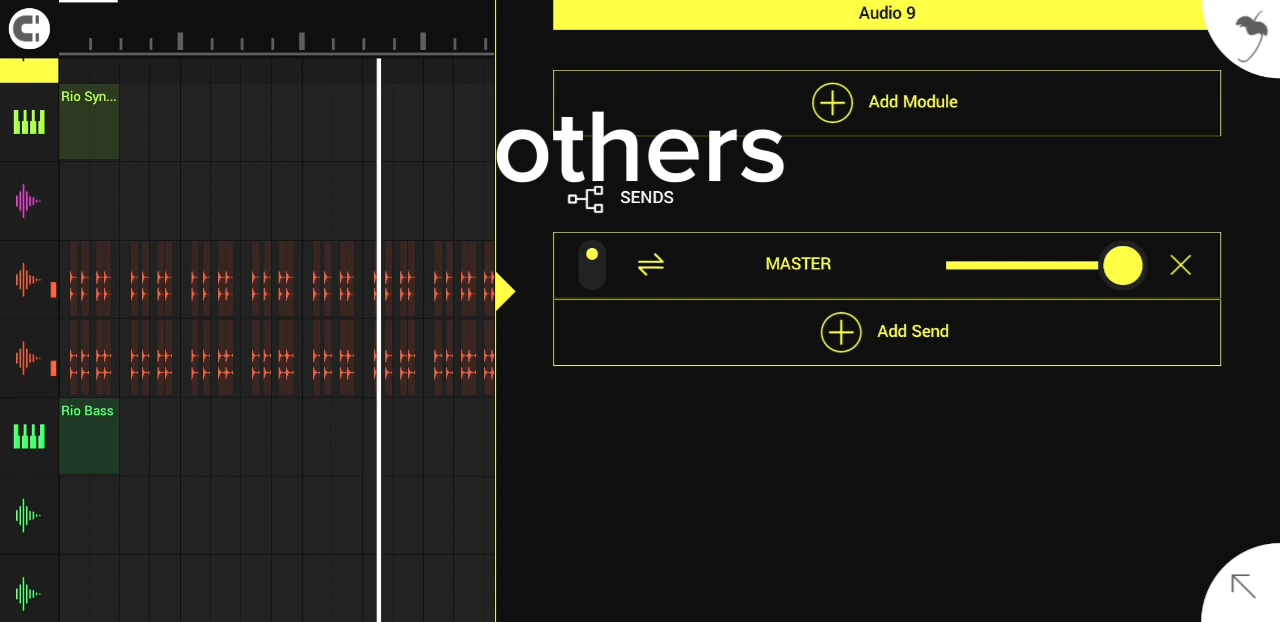 Audio 9
Rio Syn...
Add Module
others
SENDS
MASTER
Add Send
Rio Bass